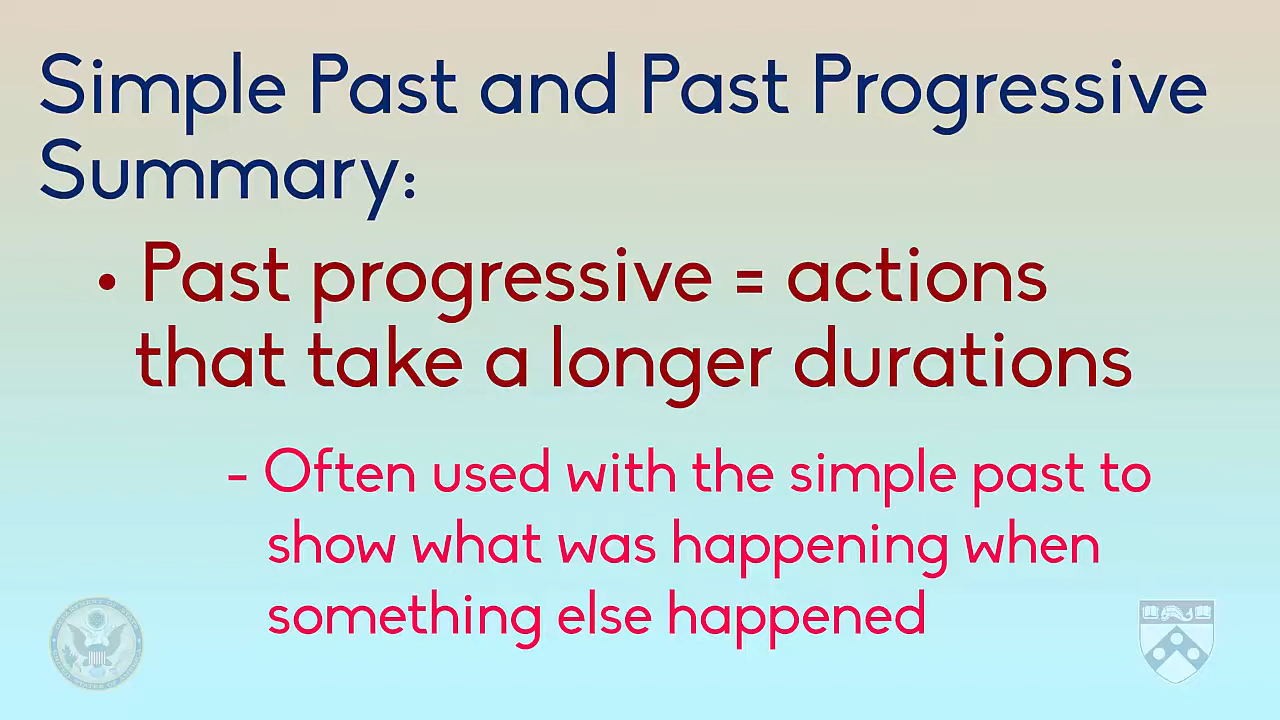 Simple Past and Past Progressive
Summary:
• Past progressive = actions
that take a longer durations
- Often used with the simple past to
show what was happening when
something else happened